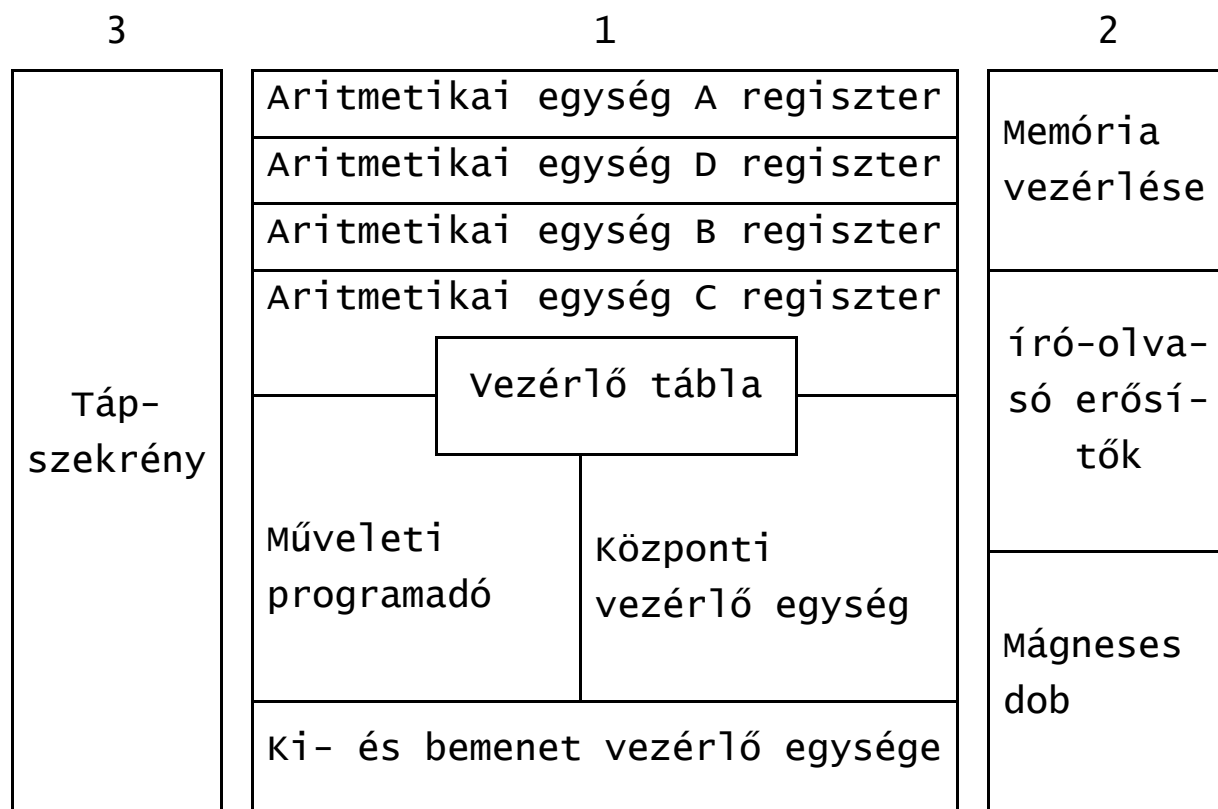 3
1
2
Aritmetikai egység A regiszter
Aritmetikai egység D regiszter
Aritmetikai egység B regiszter
Aritmetikai egység C regiszter
Vezérlő tábla
Műveleti
programadó
Központi
vezérlő egység
Ki- és bemenet vezérlő egysége
Táp-
szekrény
Memória
vezérlése
író-olva-
só erősí-
tők
Mágneses
dob